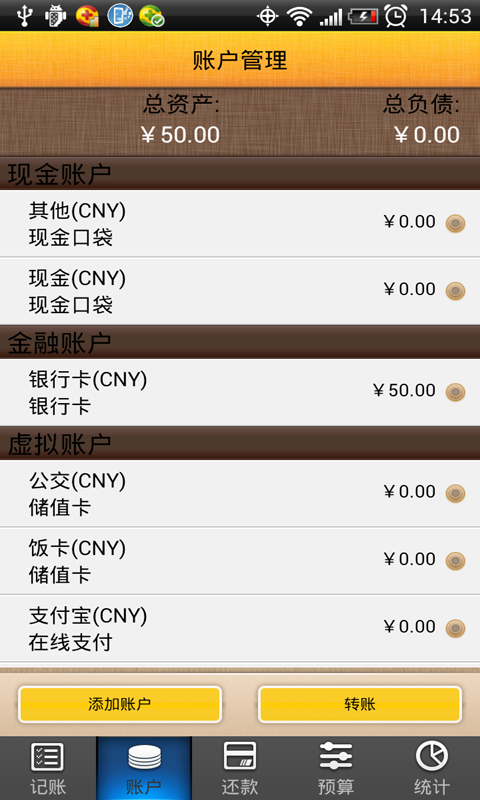 14:53
账户管理
总资产: 总负债:
￥50.00 ￥0.00
现金账户
其他(CNY)
现金口袋
￥0.00
现金(CNY)
现金口袋
￥0.00
金融账户
银行卡(CNY)
银行卡
￥50.00
虚拟账户
公交(CNY)
储值卡
￥0.00
饭卡(CNY)
储值卡
￥0.00
支付宝(CNY)
在线支付
￥0.00
添加账户 转账
记账 账户 还款 预算 统计